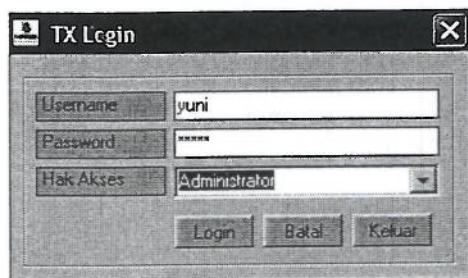 TX Login
Username yuni
Password *****
Hak Akses Administrator
Login Batal Keluar